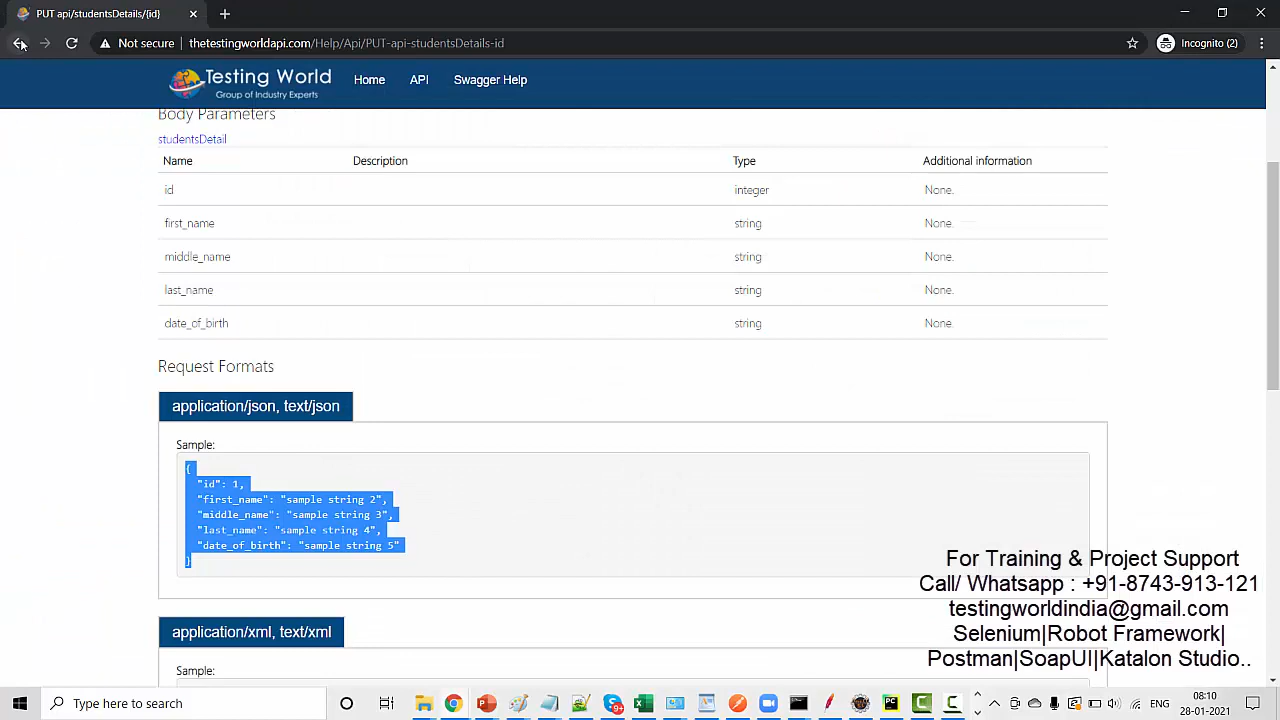 PUT api/studentsDetails/{id}
Not secure
thetestingworldapi.com/Help/Api/PUT-api-studentsDetails-id
Incognito (2)
Testing World
Group of Industry Experts
Home
API
Swagger Help
Body Parameters
studentsDetail
Name Description Type Additional information
id integer None.
first_name string None.
middle_name string None.
last_name string None.
date_of_birth string None.
Request Formats
application/json, text/json
Sample:
{
"id": 1,
"first_name": "sample string 2",
"middle_name": "sample string 3",
"last_name": "sample string 4",
"date_of_birth": "sample string 5"
}
application/xml, text/xml
Sample:
For Training & Project Support
Call/ Whatsapp : +91-8743-913-121
testingworldindia@gmail.com
Selenium|Robot Framework|
Postman|SoapUI||Katalon Studio..
Type here to search
ENG
08:10
28-01-2021